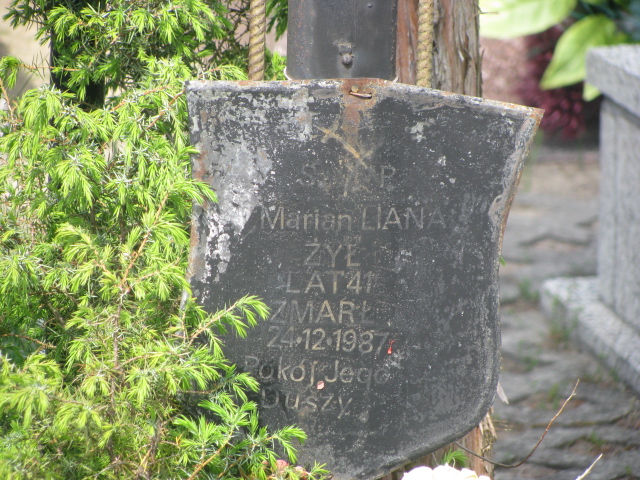 Ś P
Marian LIANA
ŻYŁ
LAT 41
ZMARŁ
24·12·1987
Pokój Jego
Duszy